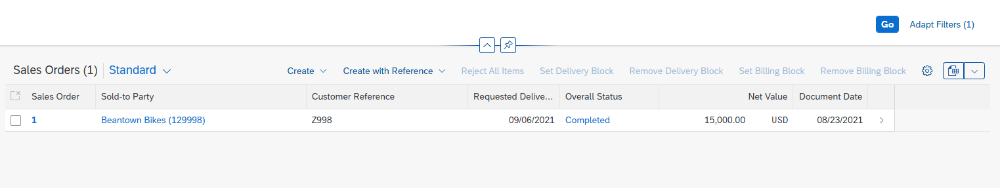 Go Adapt Filters (1)
Sales Orders (1) Standard Create Create with Reference Reject All Items Set Delivery Block Remove Delivery Block Set Billing Block Remove Billing Block
Sales Order Sold-to Party Customer Reference Requested Delive... Overall Status Net Value Document Date
1 Beantown Bikes (129998) Z998 09/06/2021 Completed 15,000.00 USD 08/23/2021